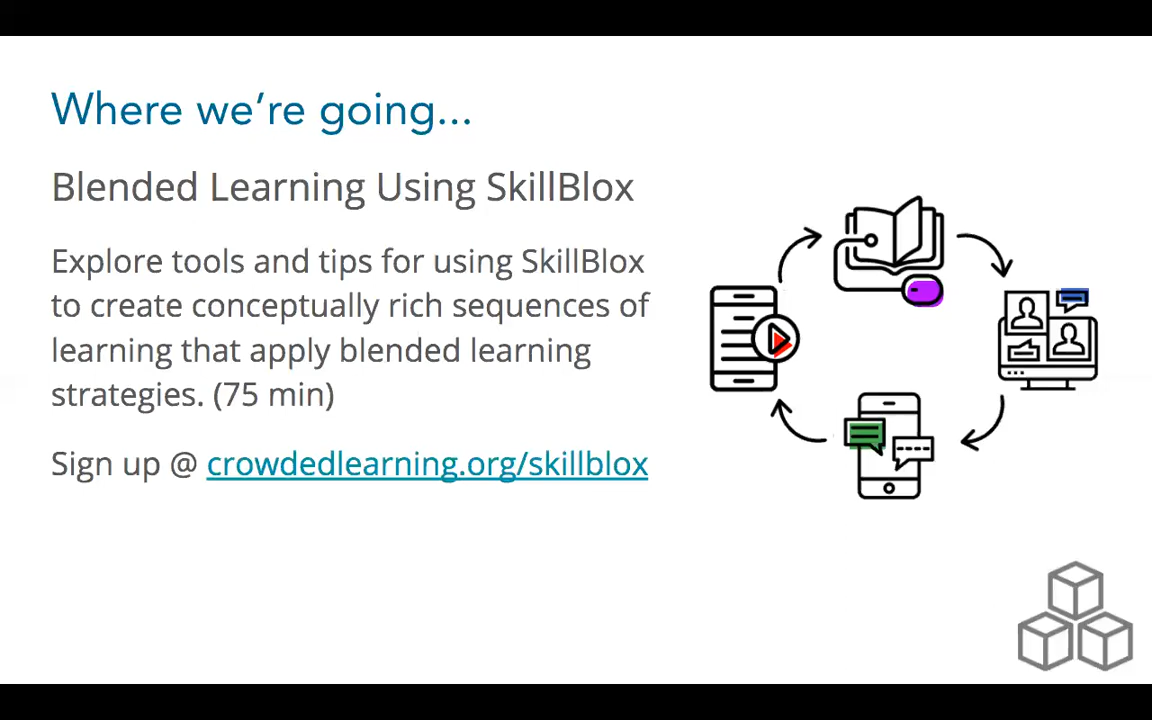 Where we're going...
Blended Learning Using SkillBlox
Explore tools and tips for using SkillBlox
to create conceptually rich sequences of
learning that apply blended learning
strategies. (75 min)
Sign up @ crowdedlearning.org/skillblox